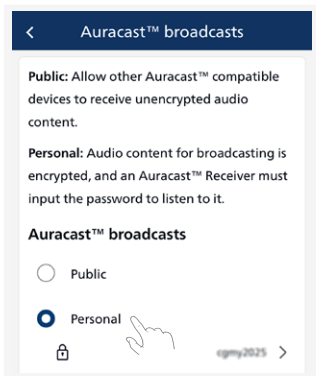 Auracast™ broadcasts
Public: Allow other Auracast™ compatible
devices to receive unencrypted audio
content.
Personal: Audio content for broadcasting is
encrypted, and an Auracast™ Receiver must
input the password to listen to it.
Auracast™ broadcasts
Public
Personal